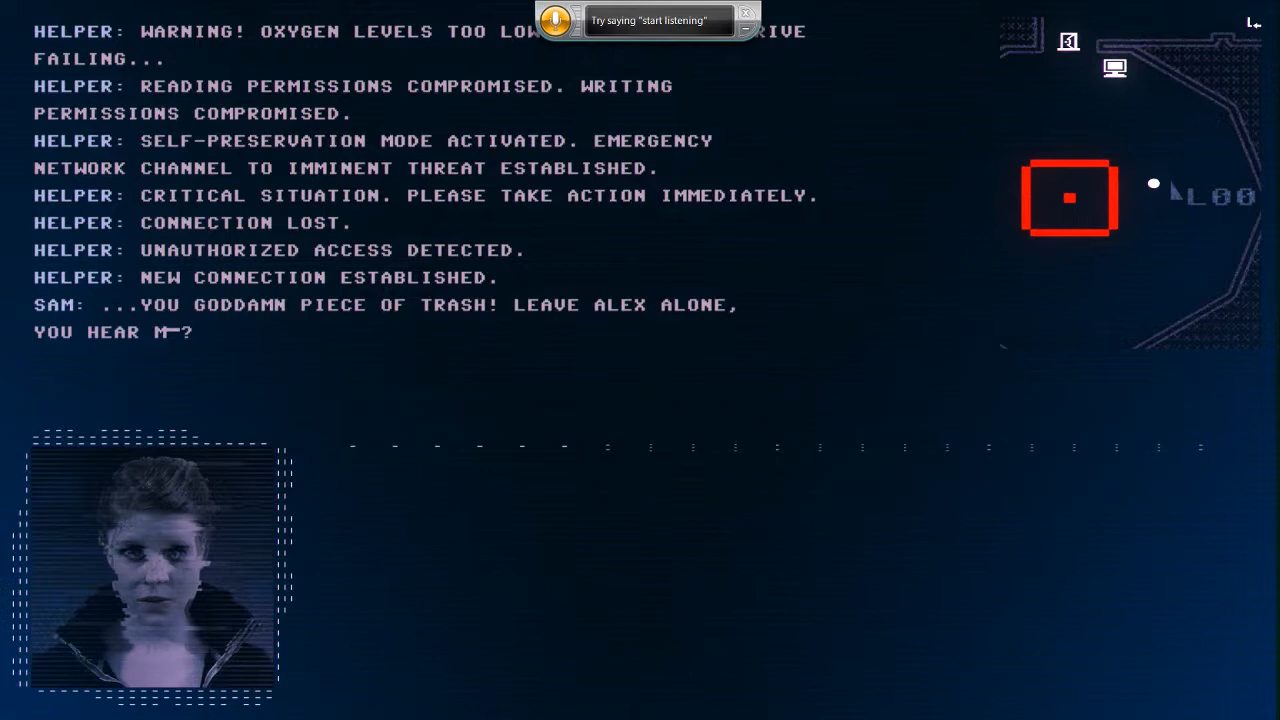 Try saying "start listening"
HELPER: WARNING! OXYGEN LEVELS TOO LOW RIVE
FAILING...
HELPER: READING PERMISSIONS COMPROMISED. WRITING
PERMISSIONS COMPROMISED.
HELPER: SELF-PRESERVATION MODE ACTIVATED. EMERGENCY
NETWORK CHANNEL TO IMMINENT THREAT ESTABLISHED.
HELPER: CRITICAL SITUATION. PLEASE TAKE ACTION IMMEDIATELY.
HELPER: CONNECTION LOST.
HELPER: UNAUTHORIZED ACCESS DETECTED.
HELPER: NEW CONNECTION ESTABLISHED.
SAM: ...YOU GODDAMN PIECE OF TRASH! LEAVE ALEX ALONE,
YOU HEAR M—?